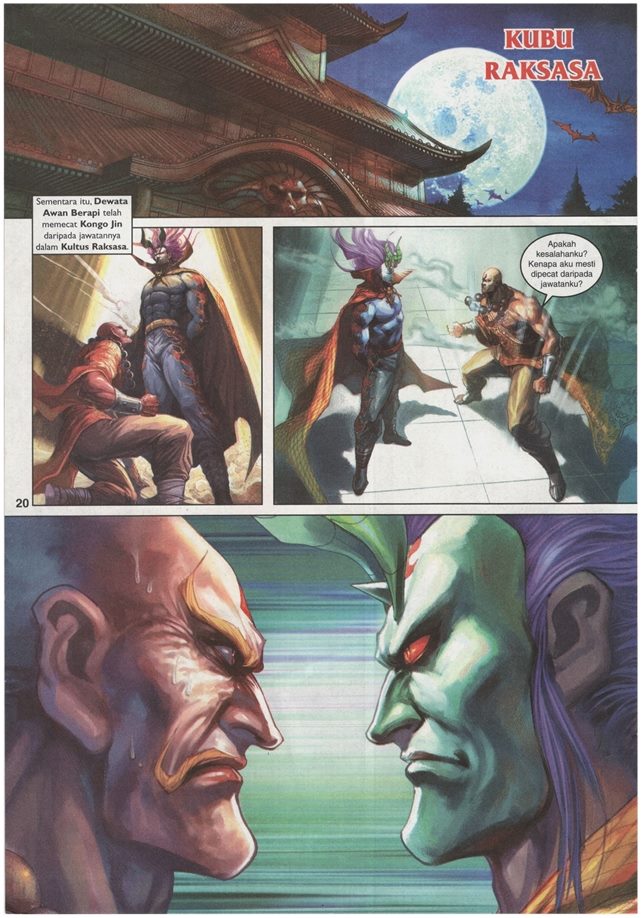 KUBU
RAKSASA
Sementara itu, Dewata
Awan Berapi telah
memecat Kongo Jin
daripada jawatannya
dalam Kultus Raksasa.
Apakah
kesalahanku?
Kenapa aku mesti
dipecat daripada
jawatanku?
20